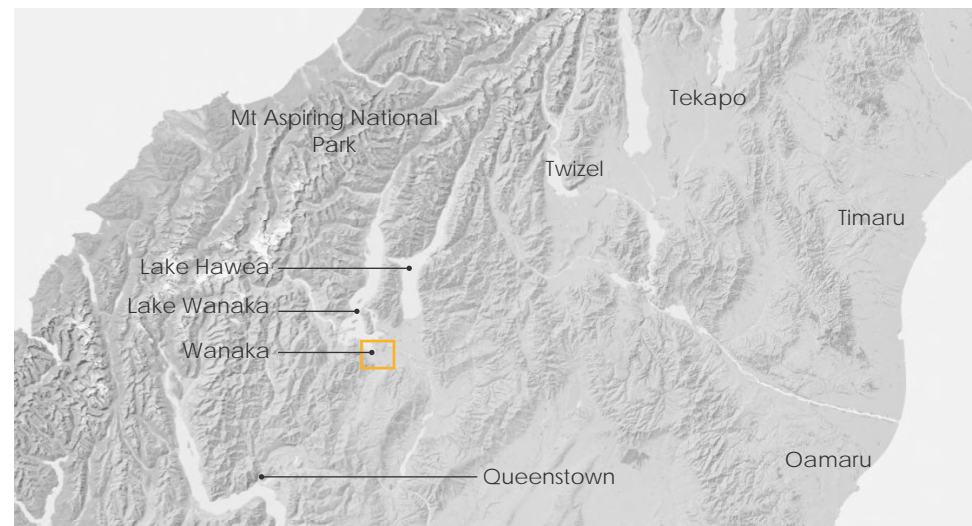 Tekapo
Mt Aspiring National
Park
Twizel
Timaru
Lake Hawea
Lake Wanaka
Wanaka
Oamaru
Queenstown